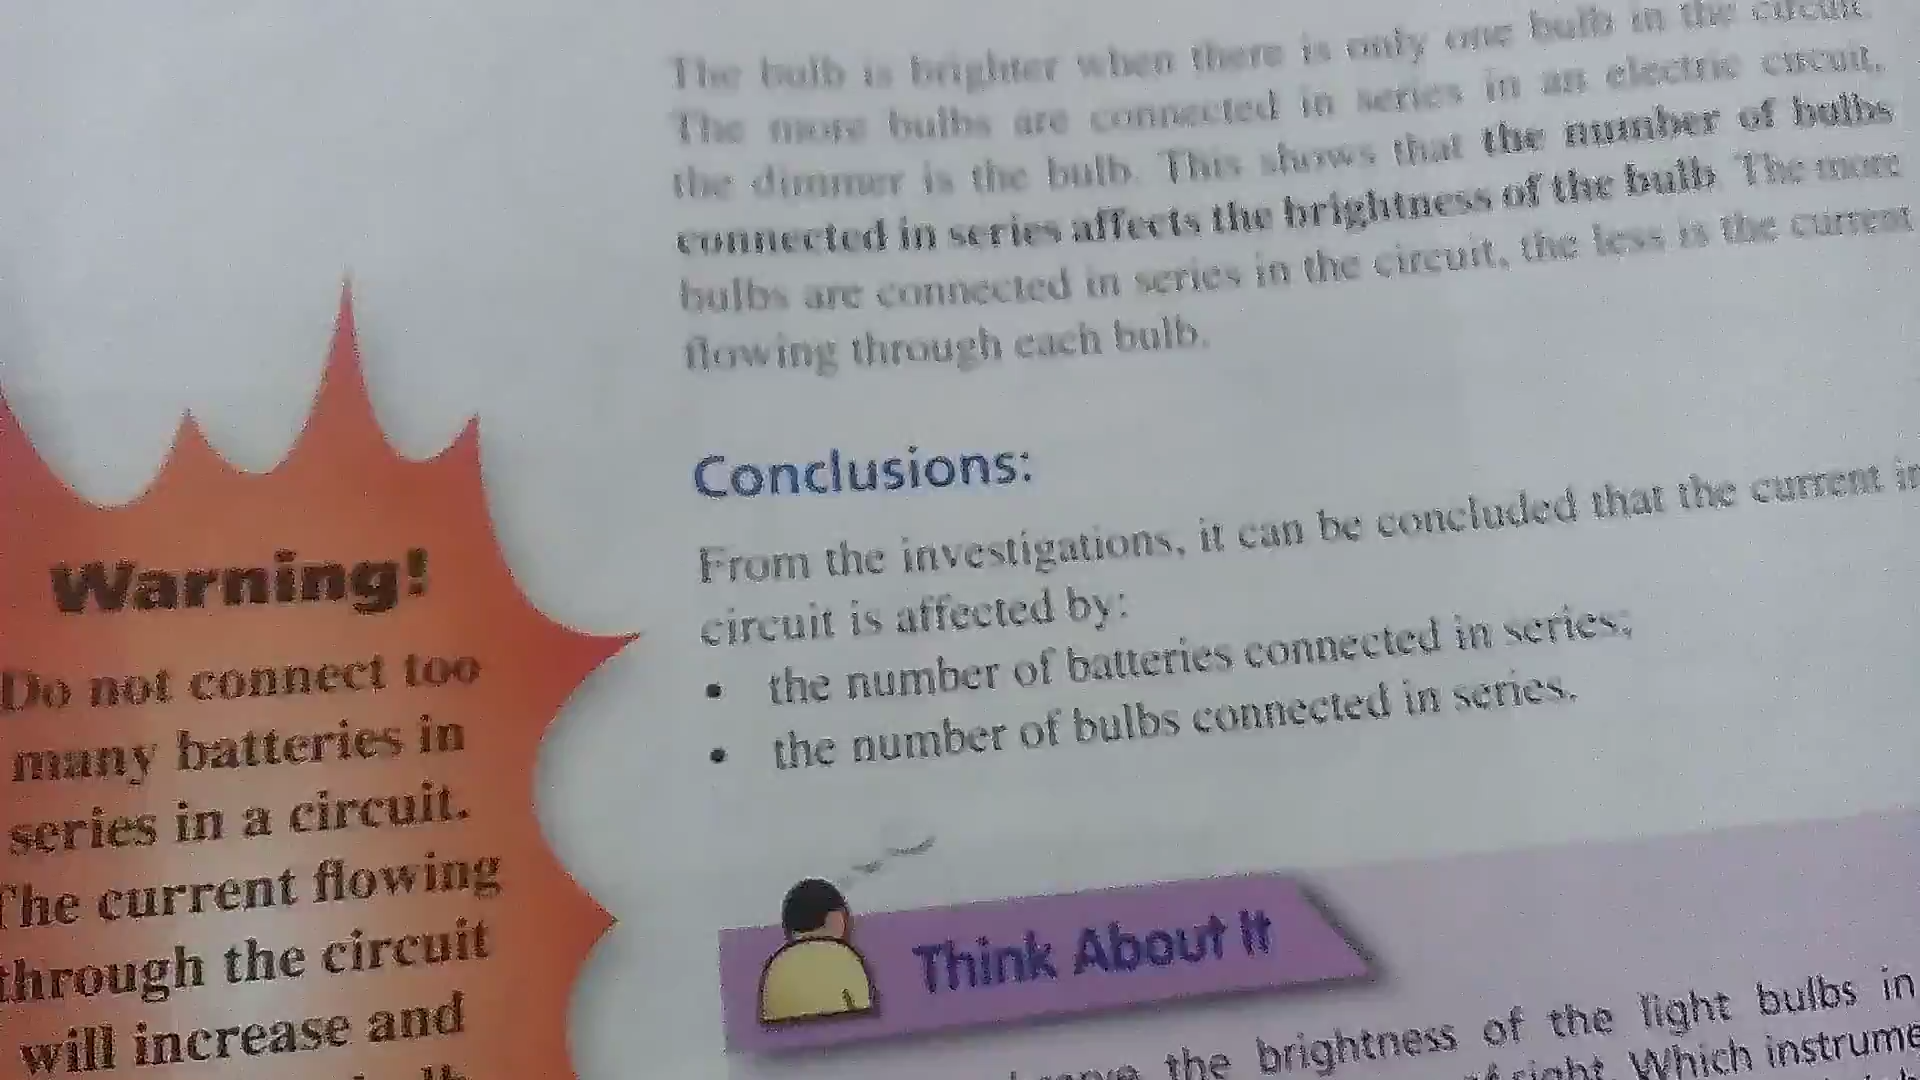 The bulb is brighter when there is only one bulb in the circuit.
The more bulbs are connected in series in an electric circuit,
the dimmer is the bulb. This shows that the number of bulbs
connected in series affects the brightness of the bulb. The more
bulbs are connected in series in the circuit, the less is the current
flowing through each bulb.
Conclusions:
From the investigations, it can be concluded that the current in
circuit is affected by:
• the number of batteries connected in series;
• the number of bulbs connected in series.
Warning!
Do not connect too
many batteries in
series in a circuit.
The current flowing
through the circuit
will increase and
Think About It
the brightness of the light bulbs in
Which